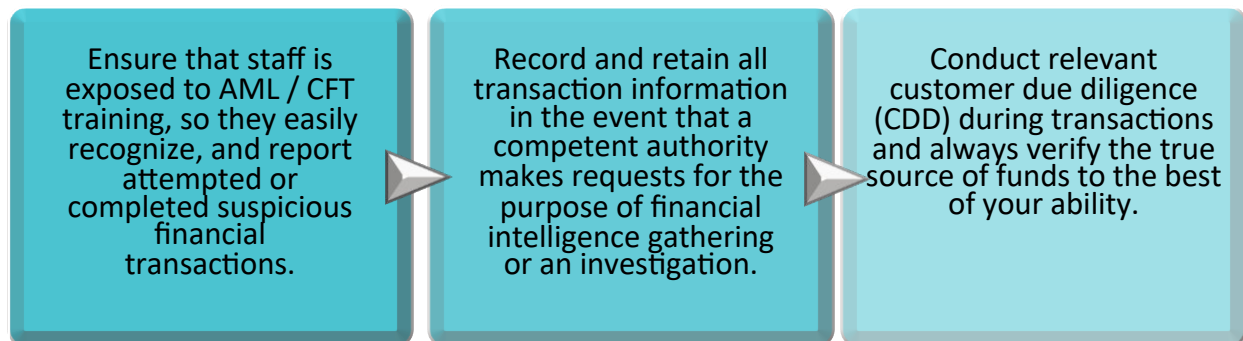 Ensure that staff is
exposed to AML / CFT
training, so they easily
recognize, and report
attempted or
completed suspicious
financial
transactions.
Record and retain all
transaction information
in the event that a
competent authority
makes requests for the
purpose of financial
intelligence gathering
or an investigation.
Conduct relevant
customer due diligence
(CDD) during transactions
and always verify the true
source of funds to the best
of your ability.